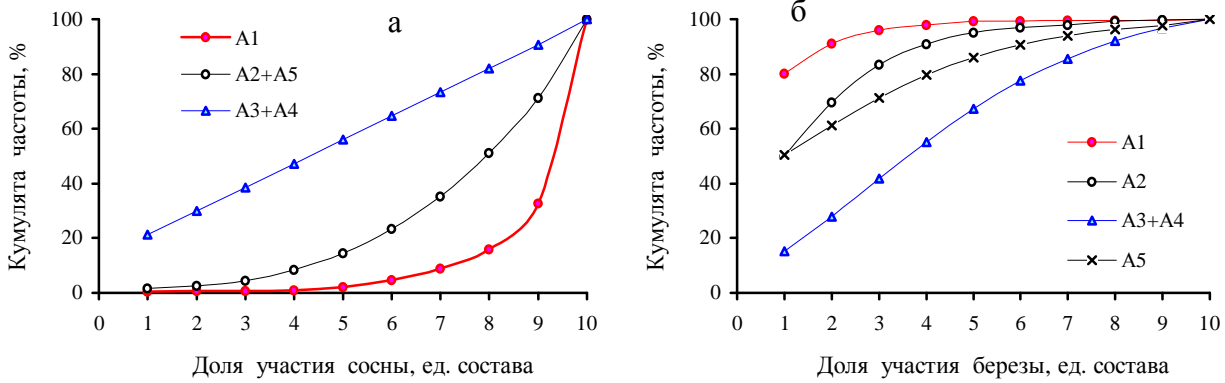 а
Кумулята частоты, %
100
80
60
40
20
0
A1
A2+A5
A3+A4
0 1 2 3 4 5 6 7 8 9 10
Доля участия сосны, ед. состава
б
Кумулята частоты, %
100
80
60
40
20
0
A1
A2
A3+A4
A5
0 1 2 3 4 5 6 7 8 9 10
Доля участия березы, ед. состава